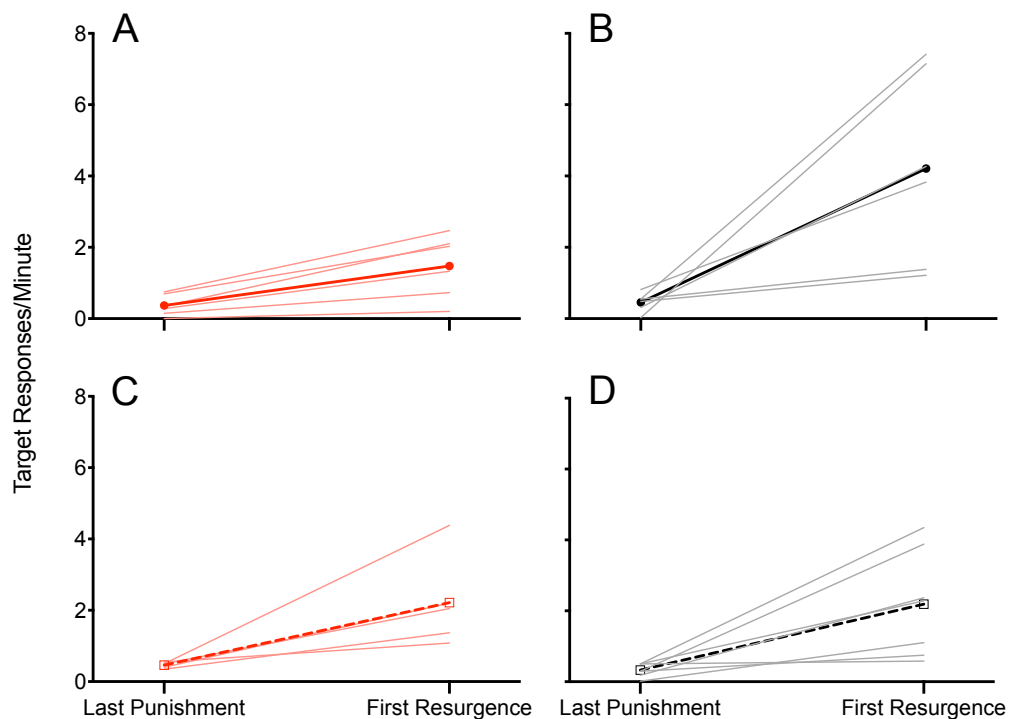 A
B
8
6
4
2
0
C
D
8
6
4
2
0
Target Responses/Minute
Last Punishment
First Resurgence
Last Punishment
First Resurgence